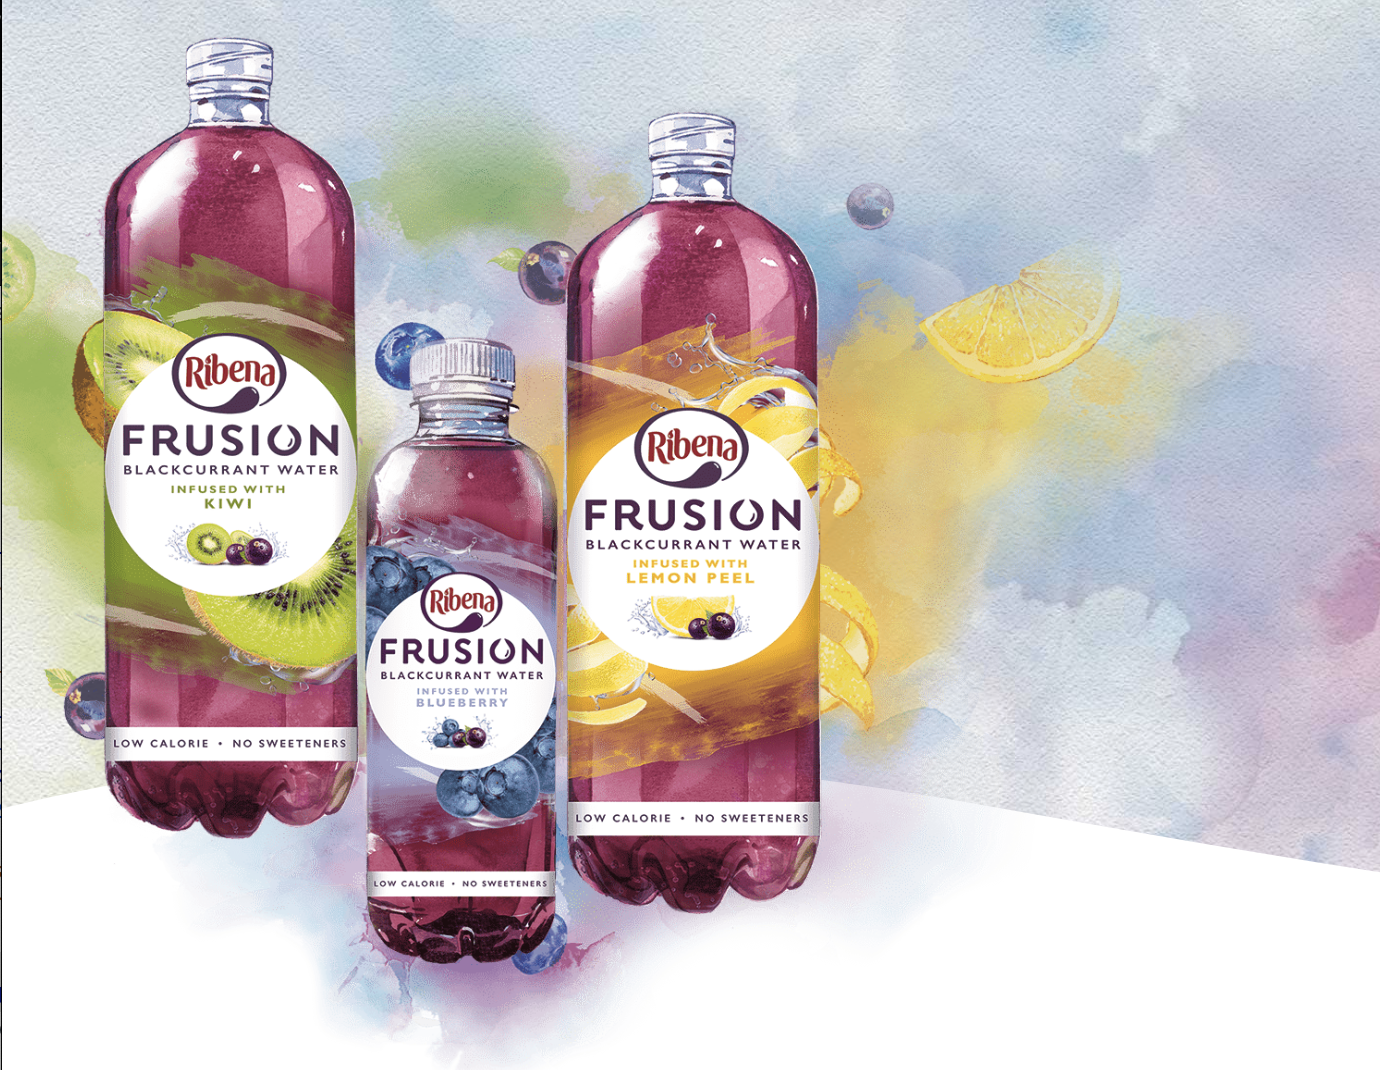 Ribena
FRUSION
BLACKCURRANT WATER
INFUSED WITH
KIWI
LOW CALORIE • NO SWEETENERS
Ribena
FRUSION
BLACKCURRANT WATER
INFUSED WITH
BLUEBERRY
LOW CALORIE • NO SWEETENERS
Ribena
FRUSION
BLACKCURRANT WATER
INFUSED WITH
LEMON PEEL
LOW CALORIE • NO SWEETENERS